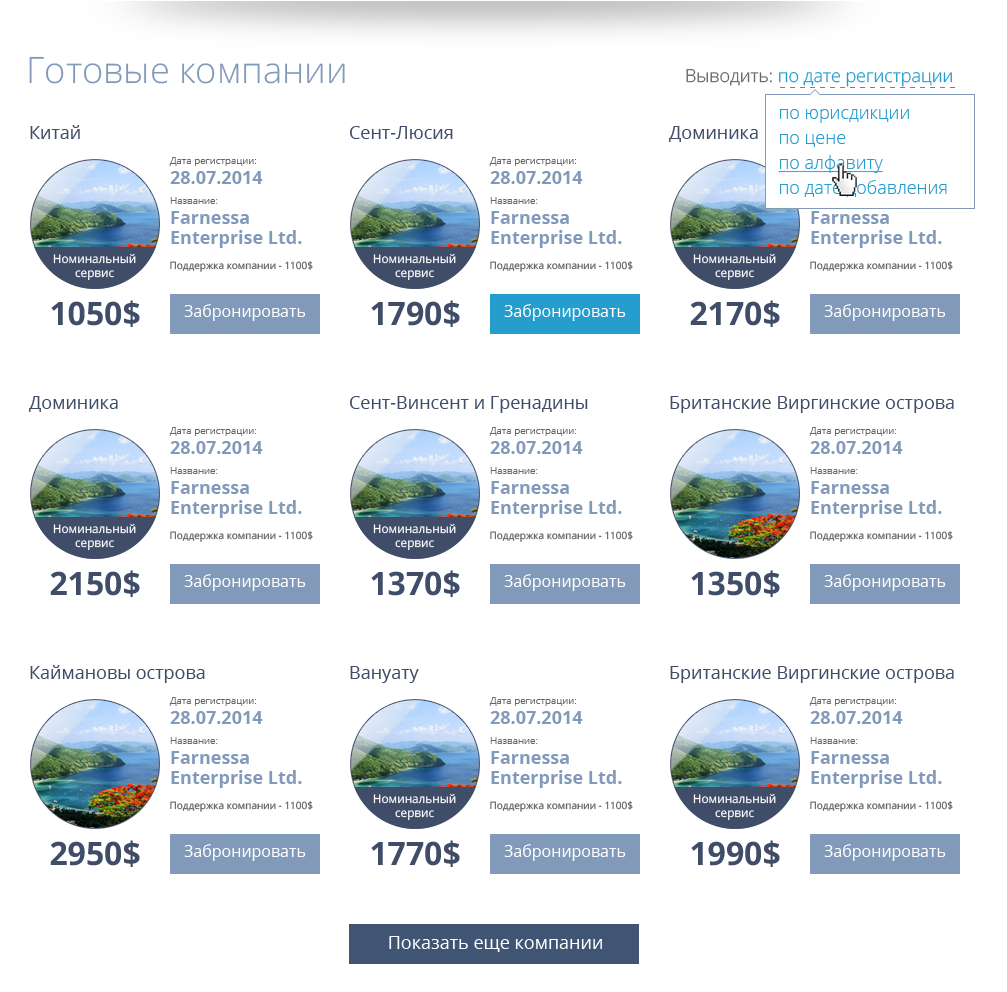 Готовые компании
Выводить: по дате регистрации
по юрисдикции
по цене
по алфавиту
по дате добавления
Китай
Дата регистрации:
28.07.2014
Название:
Farnessa
Enterprise Ltd.
Номинальный
сервис
Поддержка компании - 1100$
1050$
Забронировать
Сент-Люсия
Дата регистрации:
28.07.2014
Название:
Farnessa
Enterprise Ltd.
Номинальный
сервис
Поддержка компании - 1100$
1790$
Забронировать
Доминика
Farnessa
Enterprise Ltd.
Номинальный
сервис
Поддержка компании - 1100$
2170$
Забронировать
Доминика
Дата регистрации:
28.07.2014
Название:
Farnessa
Enterprise Ltd.
Номинальный
сервис
Поддержка компании - 1100$
2150$
Забронировать
Сент-Винсент и Гренадины
Дата регистрации:
28.07.2014
Название:
Farnessa
Enterprise Ltd.
Номинальный
сервис
Поддержка компании - 1100$
1370$
Забронировать
Британские Виргинские острова
Дата регистрации:
28.07.2014
Название:
Farnessa
Enterprise Ltd.
Поддержка компании - 1100$
1350$
Забронировать
Каймановы острова
Дата регистрации:
28.07.2014
Название:
Farnessa
Enterprise Ltd.
Поддержка компании - 1100$
2950$
Забронировать
Вануату
Дата регистрации:
28.07.2014
Название:
Farnessa
Enterprise Ltd.
Номинальный
сервис
Поддержка компании - 1100$
1770$
Забронировать
Британские Виргинские острова
Дата регистрации:
28.07.2014
Название:
Farnessa
Enterprise Ltd.
Номинальный
сервис
Поддержка компании - 1100$
1990$
Забронировать
Показать еще компании